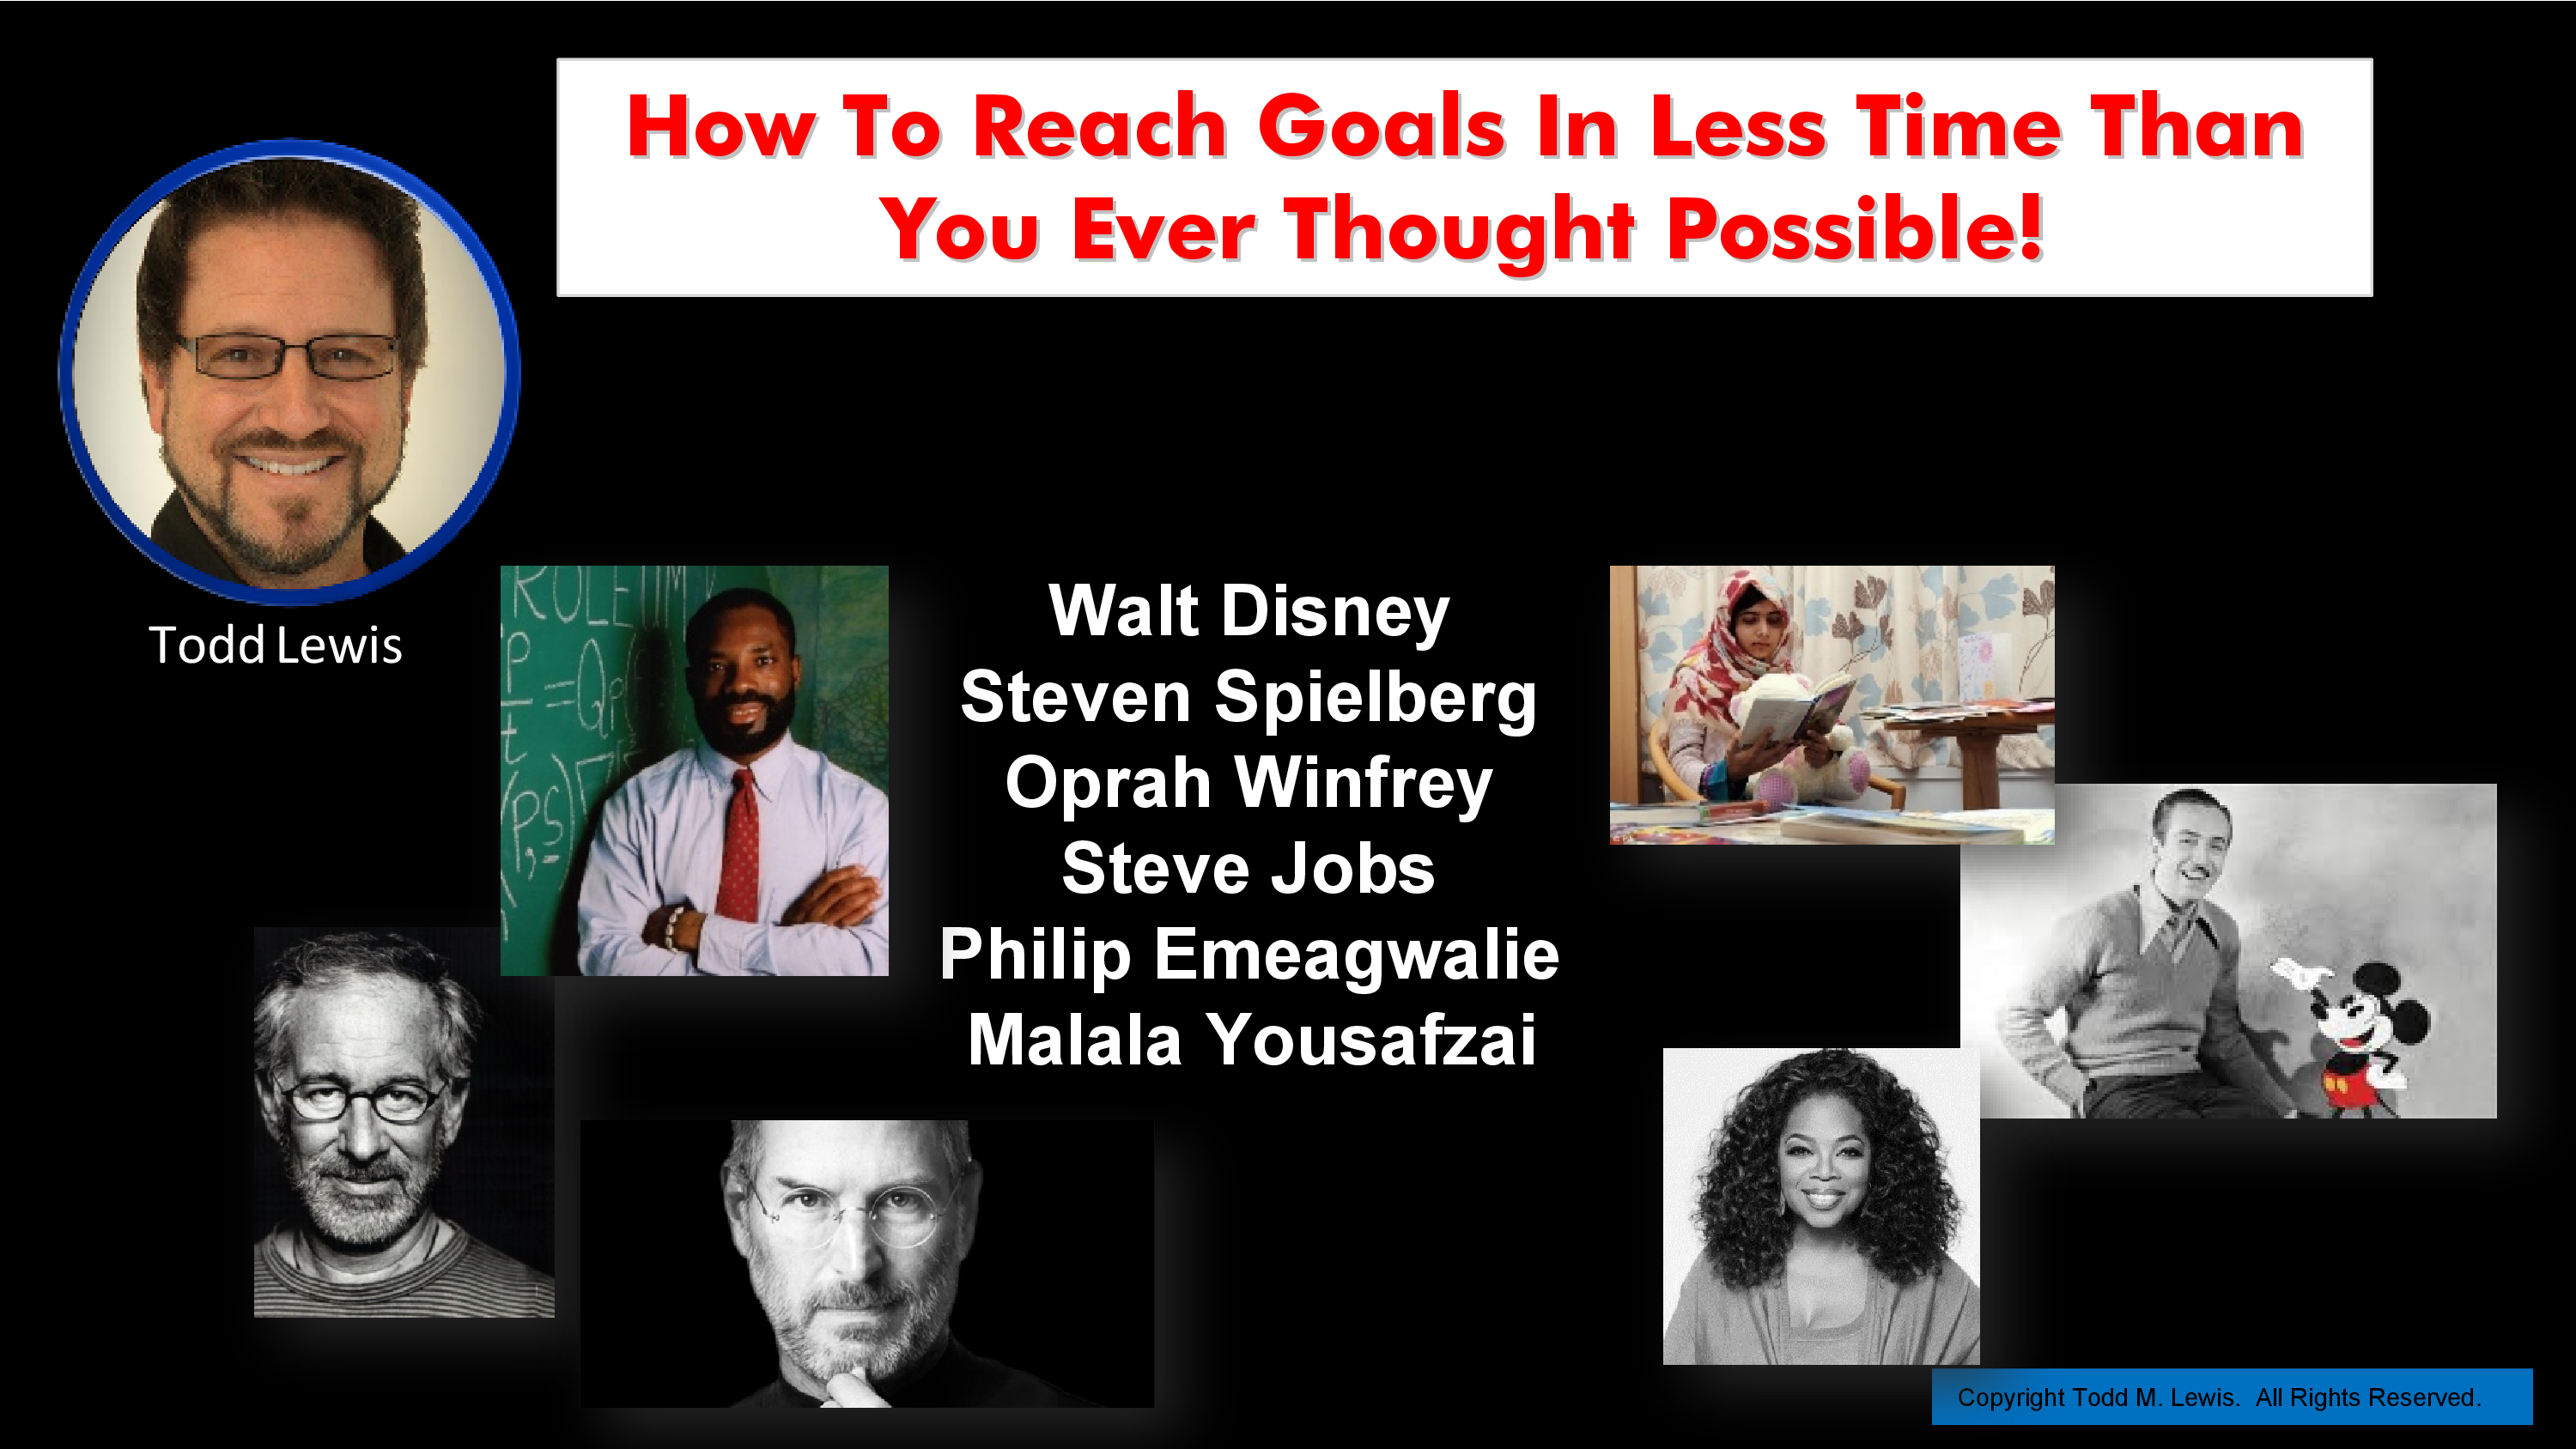 How To Reach Goals In Less Time Than
You Ever Thought Possible!
Todd Lewis
Walt Disney
Steven Spielberg
Oprah Winfrey
Steve Jobs
Philip Emeagwalie
Malala Yousafzai
Copyright Todd M. Lewis.  All Rights Reserved.